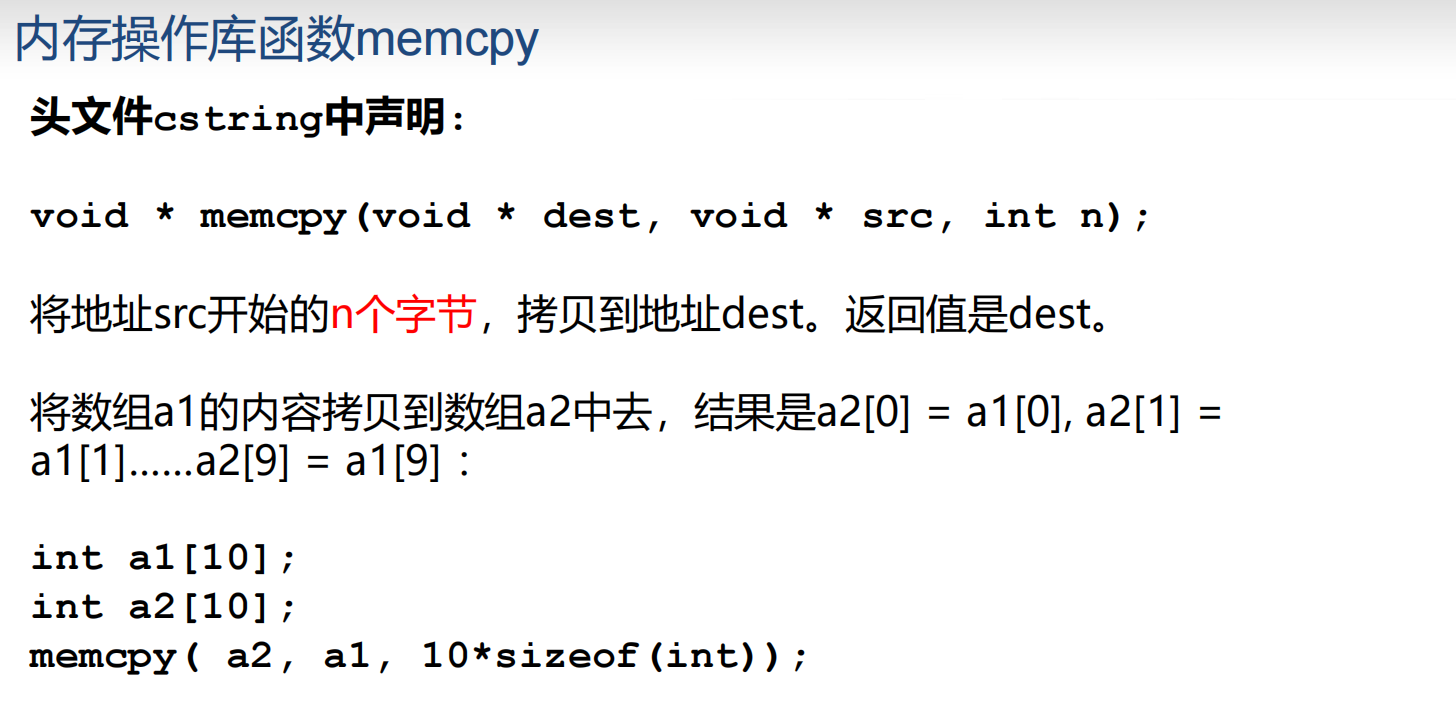 内存操作库函数memcpy
头文件cstring中声明:
void * memcpy(void * dest, void * src, int n);
将地址src开始的n个字节，拷贝到地址dest。返回值是dest。
将数组a1的内容拷贝到数组a2中去，结果是a2[0] = a1[0], a2[1] =
a1[1]……a2[9] = a1[9] ：
int a1[10];
int a2[10];
memcpy( a2, a1, 10*sizeof(int));